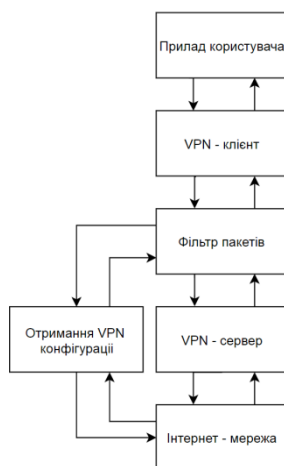 Прилад користувача
VPN - клієнт
Фільтр пакетів
Отримання VPN
конфігурації
VPN - сервер
Інтернет - мережа